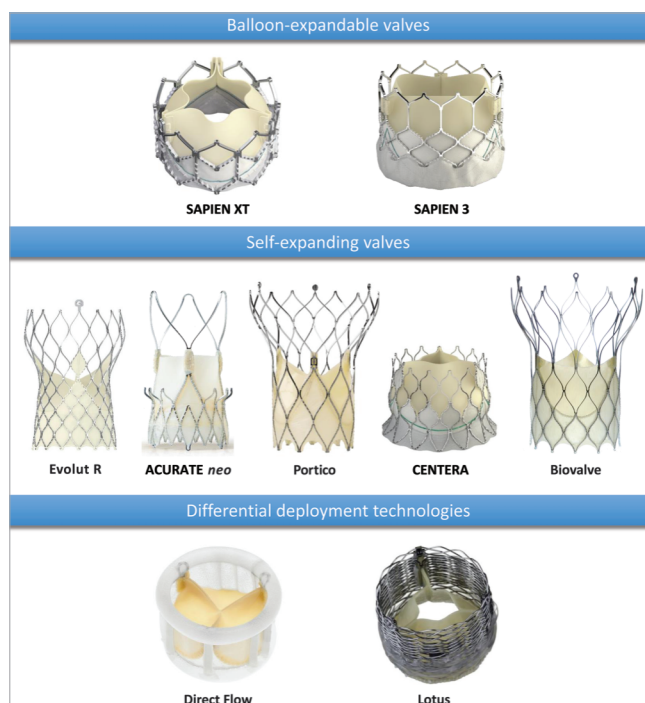 Balloon-expandable valves
SAPIEN XT
SAPIEN 3
Self-expanding valves
Evolut R
ACURATE neo
Portico
CENTERA
Biovalve
Differential deployment technologies
Direct Flow
Lotus